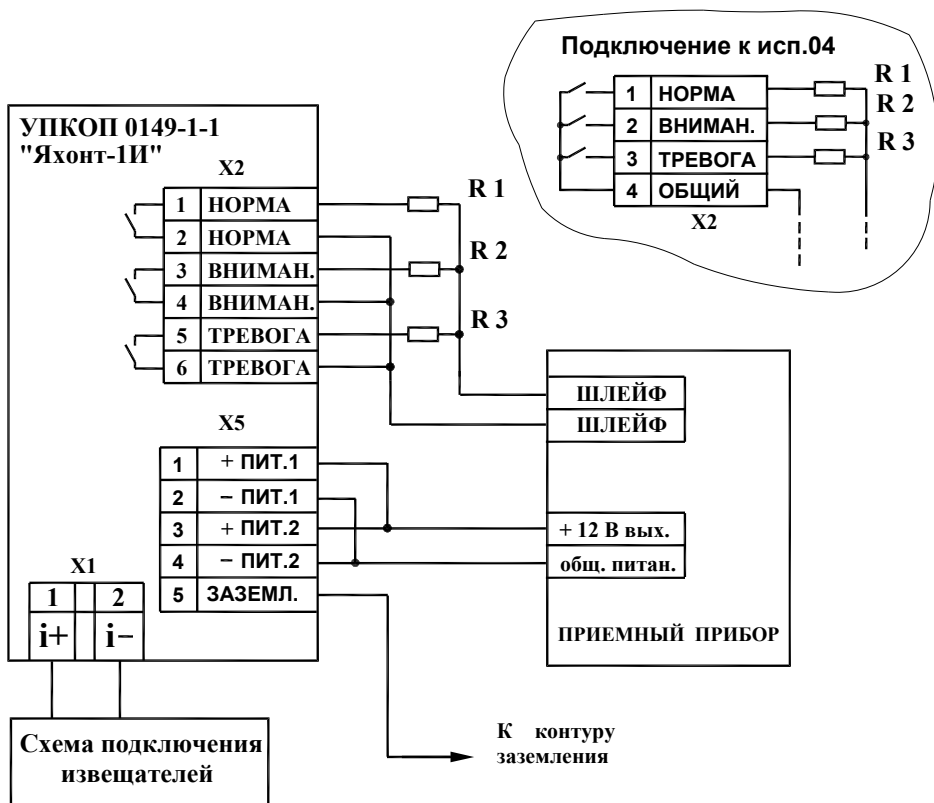 Подключение к исп.04
R 1
1 НОРМА
R 2
2 ВНИМАН.
R 3
3 ТРЕВОГА
4 ОБЩИЙ
X2
УПКОП 0149-1-1
"Яхонт-1И"
X2
R 1
1 НОРМА
2 НОРМА
R 2
3 ВНИМАН.
4 ВНИМАН.
R 3
5 ТРЕВОГА
6 ТРЕВОГА
ШЛЕЙФ
ШЛЕЙФ
X5
1 + ПИТ.1
2 − ПИТ.1
3 + ПИТ.2
4 − ПИТ.2
5 ЗАЗЕМЛ.
+ 12 В вых.
общ. питан.
ПРИЕМНЫЙ ПРИБОР
X1
1 2
i+ i−
Схема подключения
извещателей
К контуру
заземления